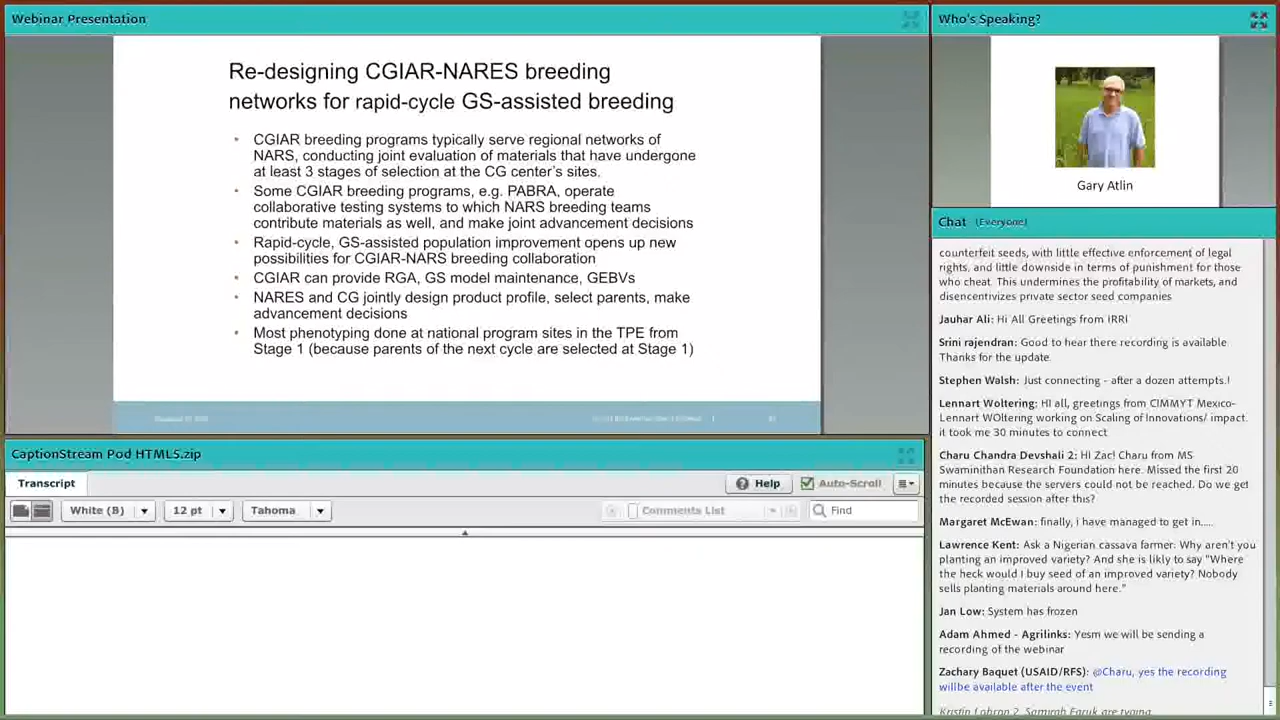 Webinar Presentation
Re-designing CGIAR-NARES breeding
networks for rapid-cycle GS-assisted breeding
• CGIAR breeding programs typically serve regional networks of
NARS, conducting joint evaluation of materials that have undergone
at least 3 stages of selection at the CG center's sites.
• Some CGIAR breeding programs, e.g. PABRA, operate
collaborative testing systems to which NARS breeding teams
contribute materials as well, and make joint advancement decisions
• Rapid-cycle, GS-assisted population improvement opens up new
possibilities for CGIAR-NARS breeding collaboration
• CGIAR can provide RGA, GS model maintenance, GEBVs
• NARES and CG jointly design product profile, select parents, make
advancement decisions
• Most phenotyping done at national program sites in the TPE from
Stage 1 (because parents of the next cycle are selected at Stage 1)
CaptionStream Pod HTML5.zip
Transcript
Help
Auto-Scroll
White (B)
12 pt
Tahoma
Comments List
Find
Who's Speaking?
Gary Atlin
Chat (Everyone)
counterfeit seeds, with little effective enforcement of legal
rights, and little downside in terms of punishment for those
who cheat. This undermines the profitability of markets, and
disencentivizes private sector seed companies
Jauhar Ali: Hi All Greetings from IRRI
Srini rajendran: Good to hear there recording is available.
Thanks for the update.
Stephen Walsh: Just connecting - after a dozen attempts.!
Lennart Woltering: HI all, greetings from CIMMYT Mexico-
Lennart WOltering working on Scaling of Innovations/ impact.
it took me 30 minutes to connect
Charu Chandra Devshali 2: HI Zac! Charu from MS
Swaminithan Research Foundation here. Missed the first 20
minutes because the servers could not be reached. Do we get
the recorded session after this?
Margaret McEwan: finally, i have managed to get in.....
Lawrence Kent: Ask a Nigerian cassava farmer: Why aren't you
planting an improved variety? And she is likly to say "Where
the heck would I buy seed of an improved variety? Nobody
sells planting materials around here."
Jan Low: System has frozen
Adam Ahmed - Agrilinks: Yesm we will be sending a
recording of the webinar
Zachary Baquet (USAID/RFS): @Charu, yes the recording
willbe available after the event
Kristin Lobron 2, Samirah Faruk are typing